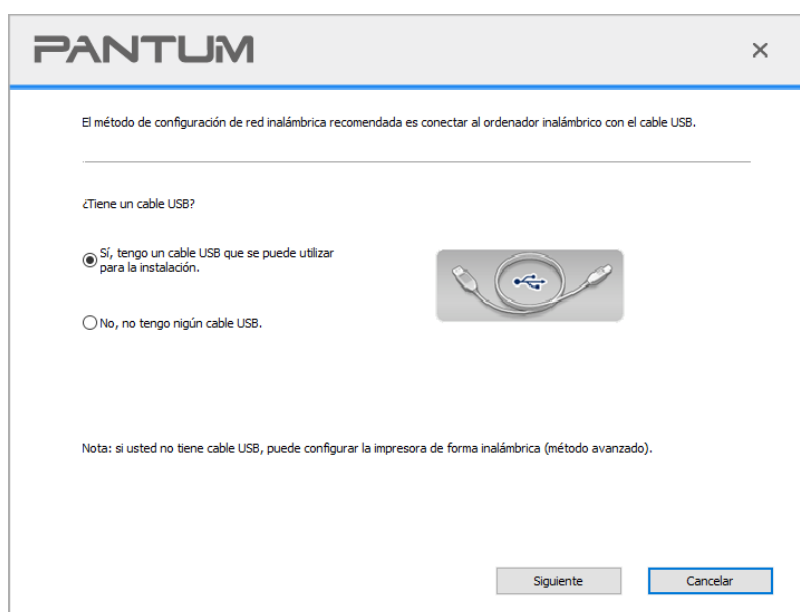 PANTUM
El método de configuración de red inalámbrica recomendada es conectar al ordenador inalámbrico con el cable USB.
¿Tiene un cable USB?
Sí, tengo un cable USB que se puede utilizar
para la instalación.
No, no tengo nigún cable USB.
Nota: si usted no tiene cable USB, puede configurar la impresora de forma inalámbrica (método avanzado).
Siguiente
Cancelar